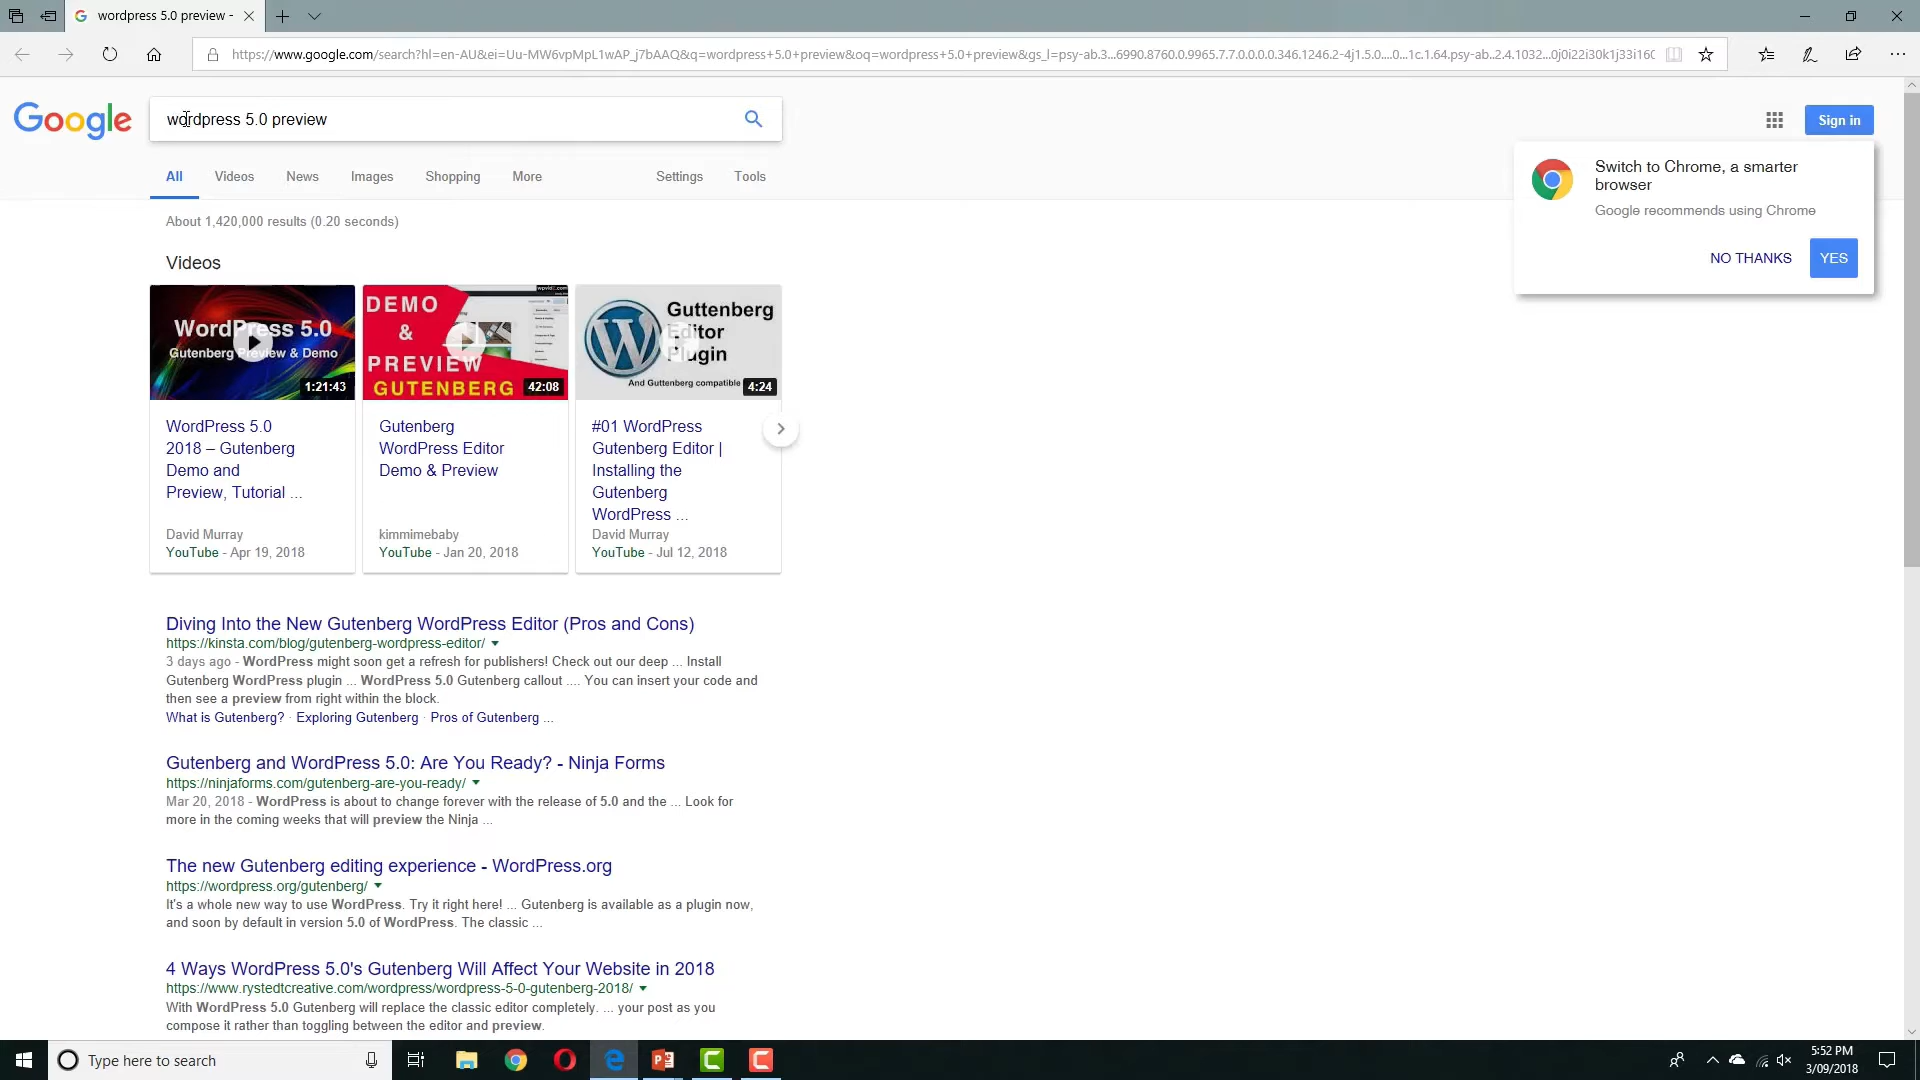 wordpress 5.0 preview -
https://www.google.com/search?hl=en-AU&ei=Uu-MW6vpMpL1wAP_j7bAAQ&q=wordpress+5.0+preview&oq=wordpress+5.0+preview&gs_l=psy-ab.3...6990.8760.0.9965.7.7.0.0.0.0.346.1246.2-4j1.5.0....0...1c.1.64.psy-ab..2.4.1032...0j0i22i30k1j33i160
Google
wordpress 5.0 preview
Sign in
Switch to Chrome, a smarter
browser
Google recommends using Chrome
NO THANKS YES
All Videos News Images Shopping More Settings Tools
About 1,420,000 results (0.20 seconds)
Videos
WordPress 5.0
Gutenberg Preview & Demo
1:21:43
DEMO
&
PREVIEW
GUTENBERG
42:08
Guttenberg
Editor
Plugin
And Guttenberg compatible
4:24
WordPress 5.0
2018 – Gutenberg
Demo and
Preview, Tutorial ...
David Murray
YouTube - Apr 19, 2018
Gutenberg
WordPress Editor
Demo & Preview
kimmimebaby
YouTube - Jan 20, 2018
#01 WordPress
Gutenberg Editor |
Installing the
Gutenberg
WordPress ...
David Murray
YouTube - Jul 12, 2018
Diving Into the New Gutenberg WordPress Editor (Pros and Cons)
https://kinsta.com/blog/gutenberg-wordpress-editor/
3 days ago - WordPress might soon get a refresh for publishers! Check out our deep ... Install
Gutenberg WordPress plugin ... WordPress 5.0 Gutenberg callout .... You can insert your code and
then see a preview from right within the block.
What is Gutenberg? · Exploring Gutenberg · Pros of Gutenberg ...
Gutenberg and WordPress 5.0: Are You Ready? - Ninja Forms
https://ninjaforms.com/gutenberg-are-you-ready/
Mar 20, 2018 - WordPress is about to change forever with the release of 5.0 and the ... Look for
more in the coming weeks that will preview the Ninja ...
The new Gutenberg editing experience - WordPress.org
https://wordpress.org/gutenberg/
It's a whole new way to use WordPress. Try it right here! ... Gutenberg is available as a plugin now,
and soon by default in version 5.0 of WordPress. The classic ...
4 Ways WordPress 5.0's Gutenberg Will Affect Your Website in 2018
https://www.rystedtcreative.com/wordpress/wordpress-5-0-gutenberg-2018/
With WordPress 5.0 Gutenberg will replace the classic editor completely. ... your post as you
compose it rather than toggling between the editor and preview.
Type here to search
5:52 PM
3/09/2018